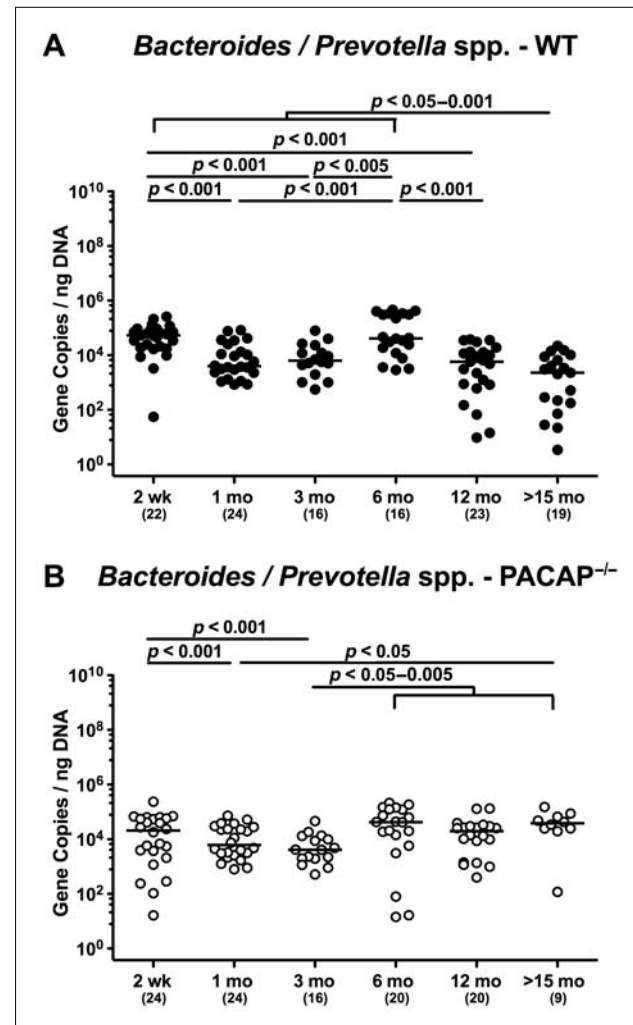 A Bacteroides / Prevotella spp. - WT
p < 0.05–0.001
p < 0.001
p < 0.001 p < 0.005
p < 0.001 p < 0.001 p < 0.001
Gene Copies / ng DNA
10¹⁰
10⁸
10⁶
10⁴
10²
10⁰
2 wk 1 mo 3 mo 6 mo 12 mo >15 mo
(22) (24) (16) (16) (23) (19)
B Bacteroides / Prevotella spp. - PACAP⁻/⁻
p < 0.001
p < 0.001 p < 0.05
p < 0.05–0.005
Gene Copies / ng DNA
10¹⁰
10⁸
10⁶
10⁴
10²
10⁰
2 wk 1 mo 3 mo 6 mo 12 mo >15 mo
(24) (24) (16) (20) (20) (9)